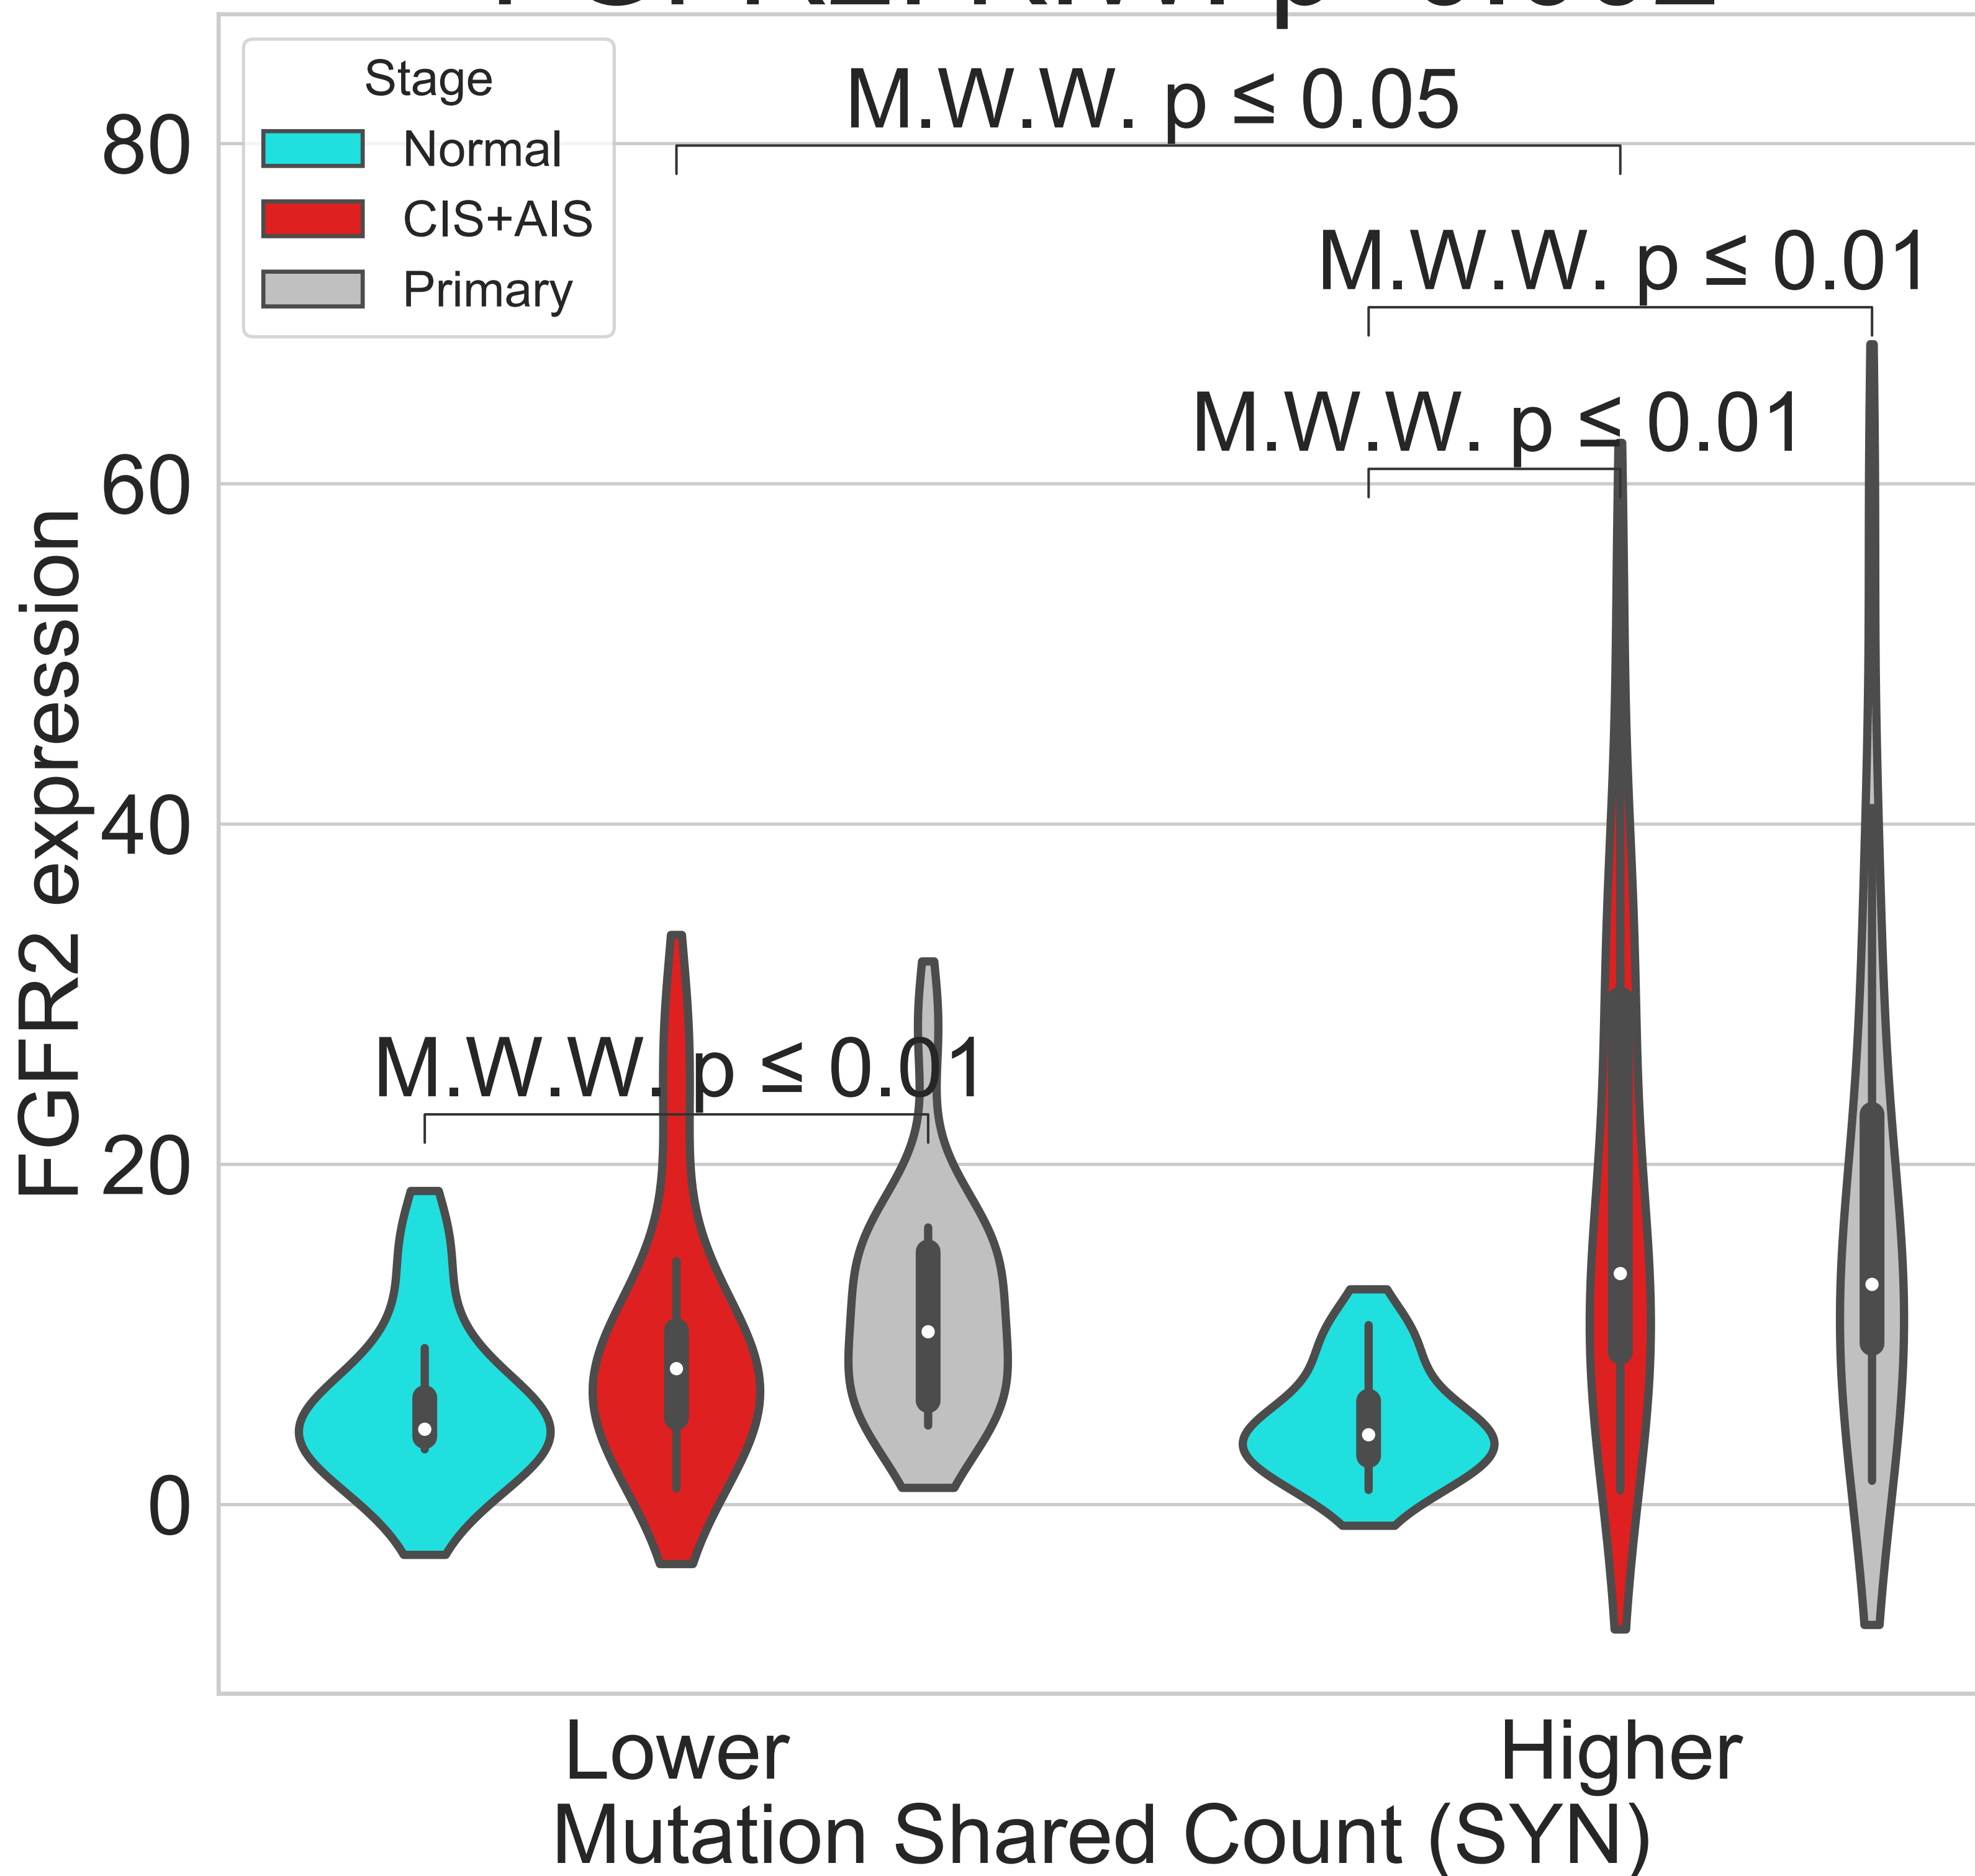 Stage
Normal
CIS+AIS
Primary
M.W.W. p ≤ 0.05
M.W.W. p ≤ 0.01
M.W.W. p ≤ 0.01
M.W.W. p ≤ 0.01
80
60
40
20
0
FGFR2 expression
Lower
Higher
Mutation Shared Count (SYN)